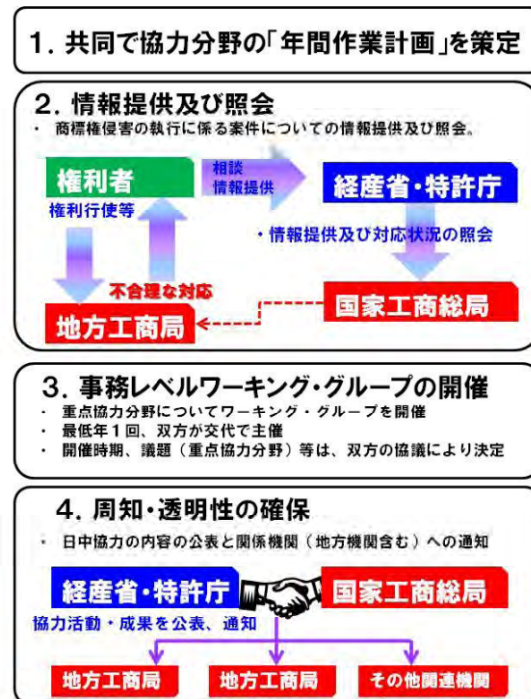 1．共同で協力分野の「年間作業計画」を策定
2．情報提供及び照会
・ 商標権侵害の執行に係る案件についての情報提供及び照会。
権利者
相談
情報提供
経産省・特許庁
権利行使等
・情報提供及び対応状況の照会
不合理な対応
地方工商局
国家工商総局
3．事務レベルワーキング・グループの開催
・ 重点協力分野についてワーキング・グループを開催
・ 最低年1回、双方が交代で主催
・ 開催時期、議題（重点協力分野）等は、双方の協議により決定
4．周知・透明性の確保
・ 日中協力の内容の公表と関係機関（地方機関含む）への通知
経産省・特許庁
国家工商総局
協力活動・成果を公表、通知
地方工商局
地方工商局
その他関連機関